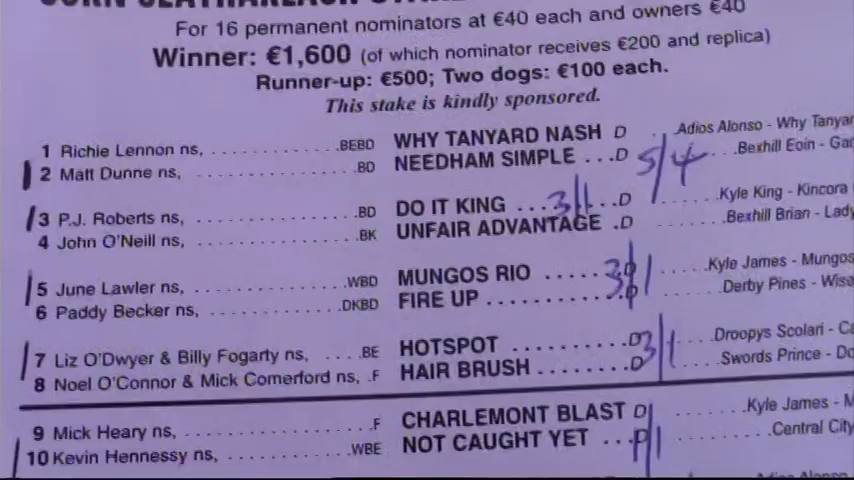 For 16 permanent nominators at €40 each and owners €40
Winner: €1,600 (of which nominator receives €200 and replica)
Runner-up: €500; Two dogs: €100 each.
This stake is kindly sponsored.
1 Richie Lennon ns, ..................BEBD WHY TANYARD NASH D . .Adios Alonso - Why Tanyar
2 Matt Dunne ns, ....................BD NEEDHAM SIMPLE ...D 5/4 ...Bexhill Eoin - Gar
3 P.J. Roberts ns, ...................BD DO IT KING ...3/1...D ......Kyle King - Kincora
4 John O'Neill ns, ...................BK UNFAIR ADVANTAGE .D ......Bexhill Brian - Lady
5 June Lawler ns, ...................WBD MUNGOS RIO ......D .....Kyle James - Mungos
6 Paddy Becker ns, .................DKBD FIRE UP ..........D ......Derby Pines - Wise
7 Liz O'Dwyer & Billy Fogarty ns, .....BE HOTSPOT ..........D 3/1 ....Droopys Scolari - Ca
8 Noel O'Connor & Mick Comerford ns, .F HAIR BRUSH ........D .....Swords Prince - Do
9 Mick Heary ns, .....................F CHARLEMONT BLAST D .......Kyle James - M
10 Kevin Hennessy ns, ...............WBE NOT CAUGHT YET ...D .........Central City